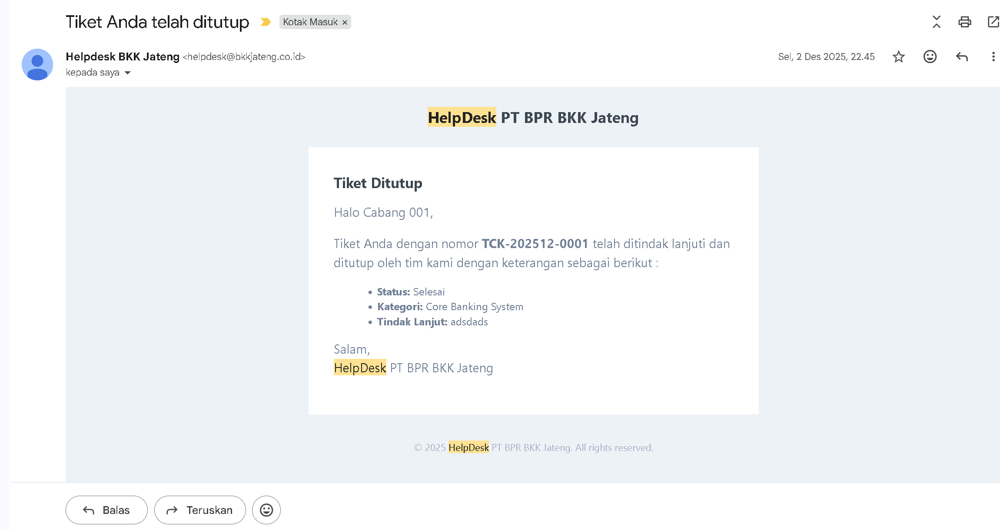 Tiket Anda telah ditutup Kotak Masuk ×
Helpdesk BKK Jateng <helpdesk@bkkjateng.co.id> Sel, 2 Des 2025, 22.45
kepada saya
HelpDesk PT BPR BKK Jateng
Tiket Ditutup
Halo Cabang 001,
Tiket Anda dengan nomor TCK-202512-0001 telah ditindak lanjuti dan
ditutup oleh tim kami dengan keterangan sebagai berikut :
• Status: Selesai
• Kategori: Core Banking System
• Tindak Lanjut: adsdads
Salam,
HelpDesk PT BPR BKK Jateng
© 2025 HelpDesk PT BPR BKK Jateng. All rights reserved.
Balas Teruskan